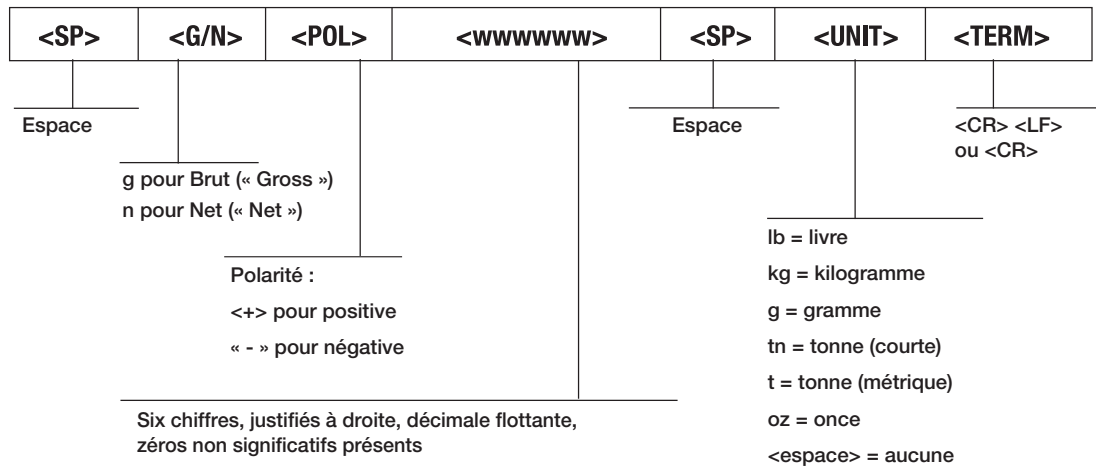 <SP> <G/N> <POL> <wwwwww> <SP> <UNIT> <TERM>
Espace
Espace
<CR> <LF>
ou <CR>
g pour Brut (« Gross »)
n pour Net (« Net »)
lb = livre
kg = kilogramme
g = gramme
tn = tonne (courte)
t = tonne (métrique)
oz = once
<espace> = aucune
Polarité :
<+> pour positive
« - » pour négative
Six chiffres, justifiés à droite, décimale flottante,
zéros non significatifs présents